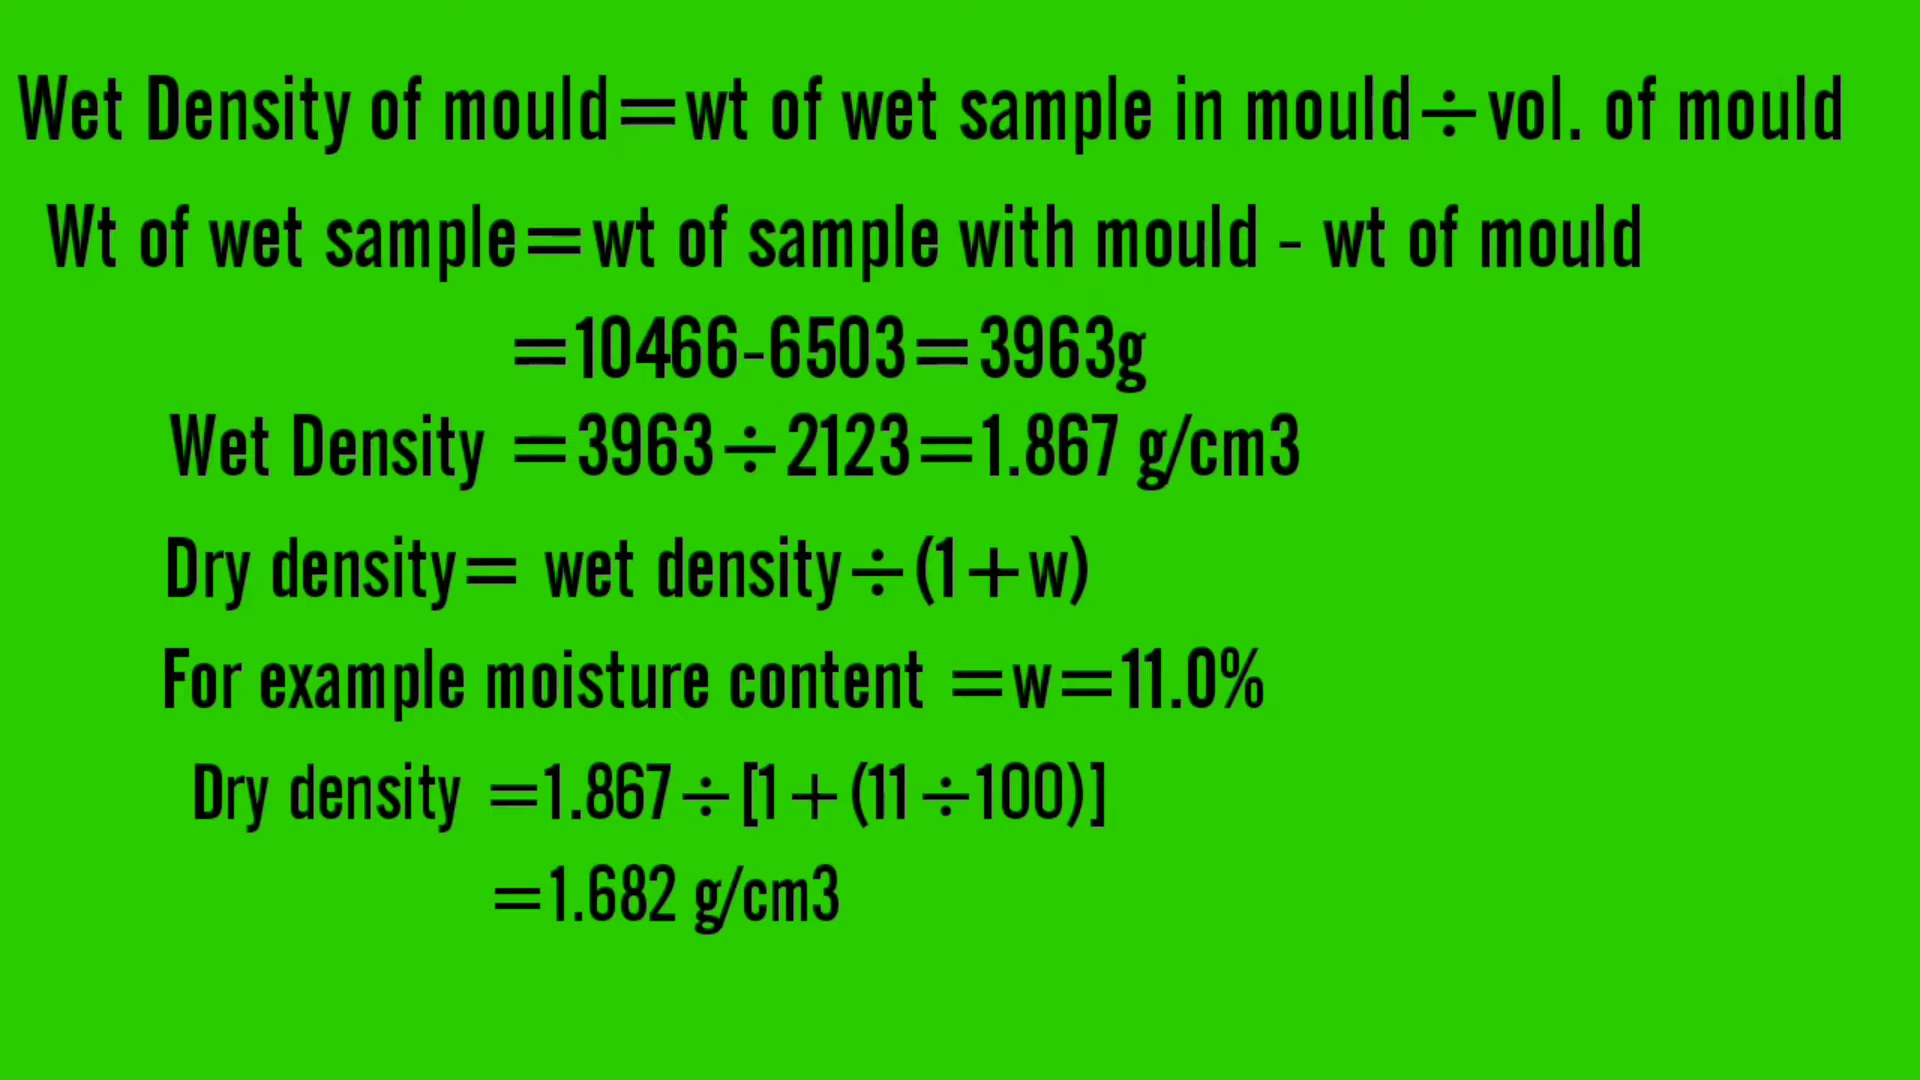 Wet Density of mould=wt of wet sample in mould÷vol. of mould
Wt of wet sample=wt of sample with mould - wt of mould
=10466-6503=3963g
Wet Density =3963÷2123=1.867 g/cm3
Dry density= wet density÷(1+w)
For example moisture content =w=11.0%
Dry density =1.867÷[1+(11÷100)]
=1.682 g/cm3